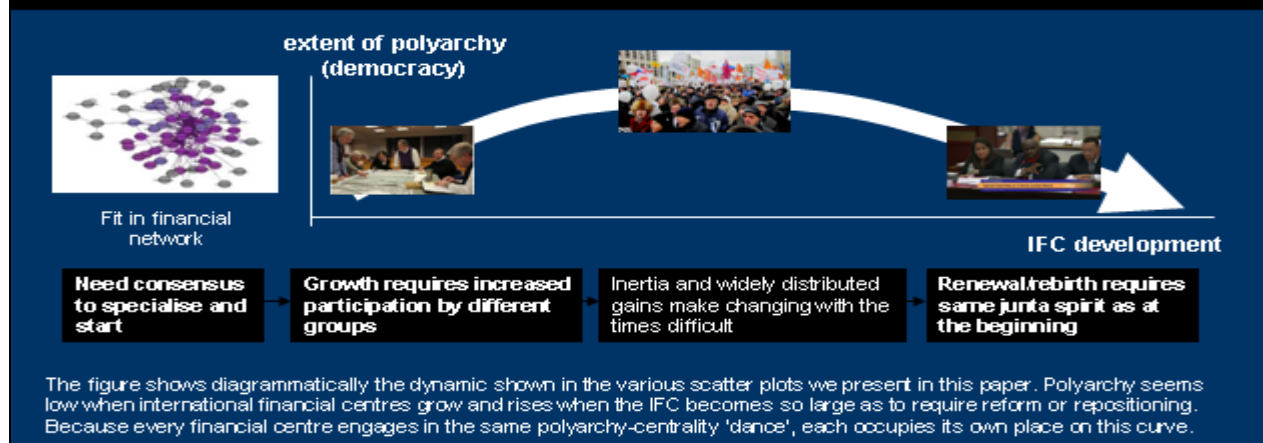 extent of polyarchy
(democracy)
Fit in financial
network
IFC development
Need consensus
to specialise and
start
Growth requires increased
participation by different
groups
Inertia and widely distributed
gains make changing with the
times difficult
Renewal/rebirth requires
same junta spirit as at
the beginning
The figure shows diagrammatically the dynamic shown in the various scatter plots we present in this paper. Polyarchy seems
low when international financial centres grow and rises when the IFC becomes so large as to require reform or repositioning.
Because every financial centre engages in the same polyarchy-centrality 'dance', each occupies its own place on this curve.